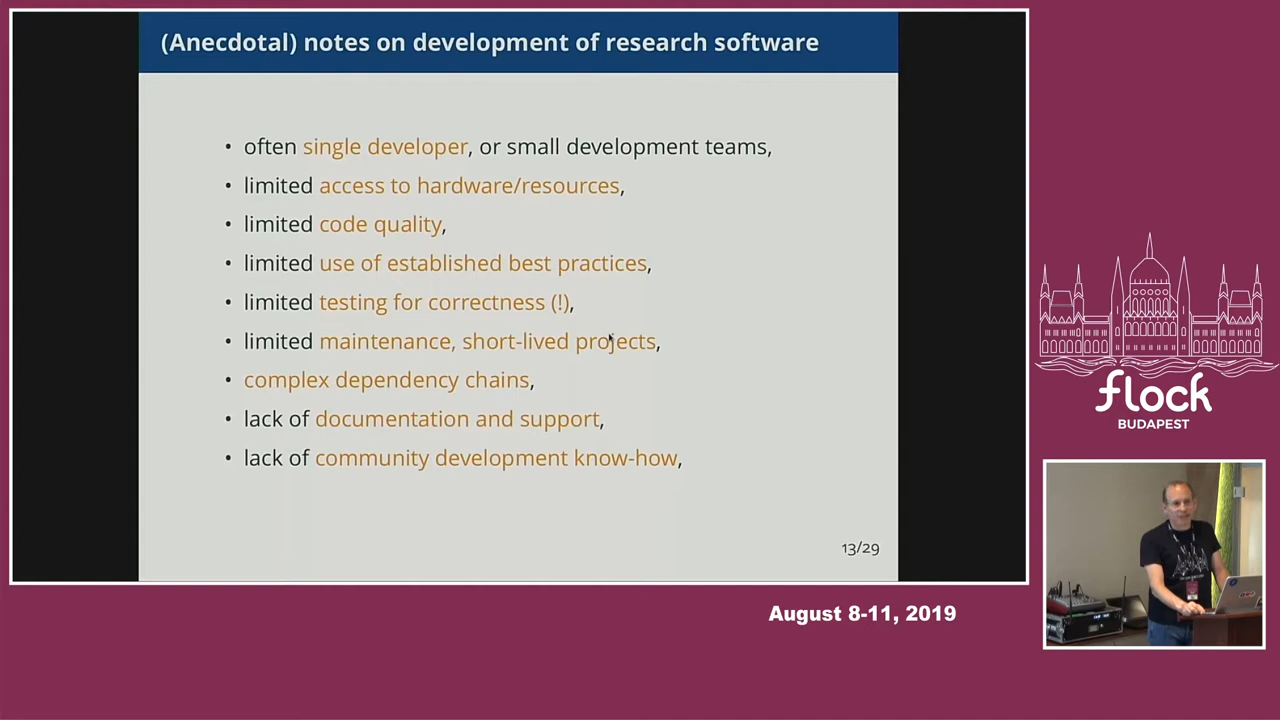 (Anecdotal) notes on development of research software
• often single developer, or small development teams,
• limited access to hardware/resources,
• limited code quality,
• limited use of established best practices,
• limited testing for correctness (!),
• limited maintenance, short-lived projects,
• complex dependency chains,
• lack of documentation and support,
• lack of community development know-how,
13/29
flock
BUDAPEST
August 8-11, 2019